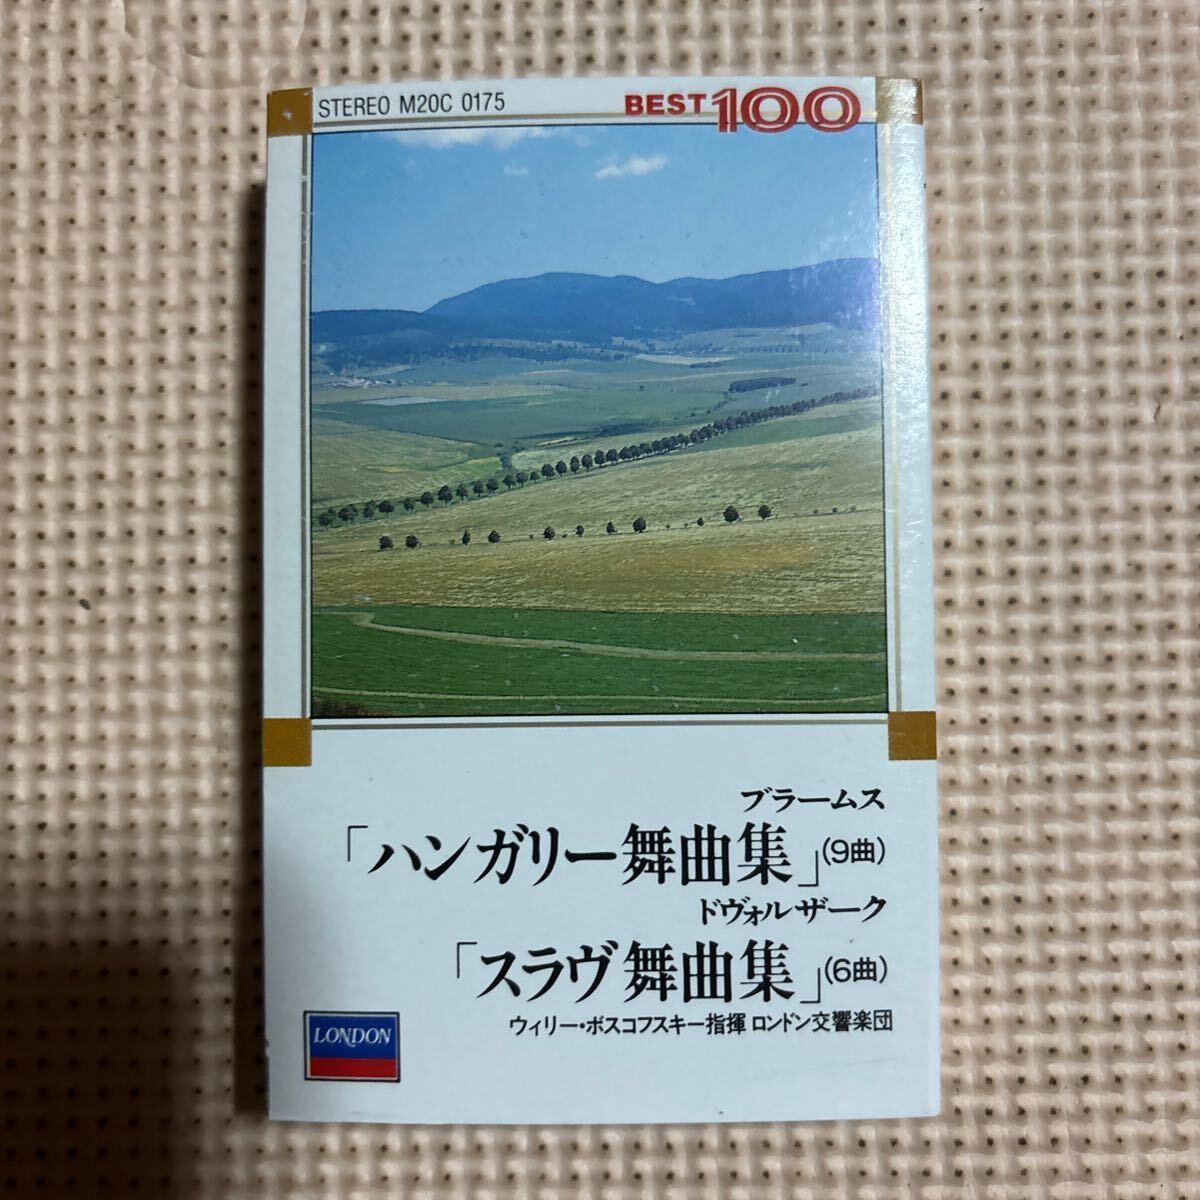 STEREO M20C 0175
BEST100
ブラームス
「ハンガリー舞曲集」(9曲)
ドヴォルザーク
「スラヴ舞曲集」(6曲)
ウィリー・ボスコフスキー指揮 ロンドン交響楽団
LONDON